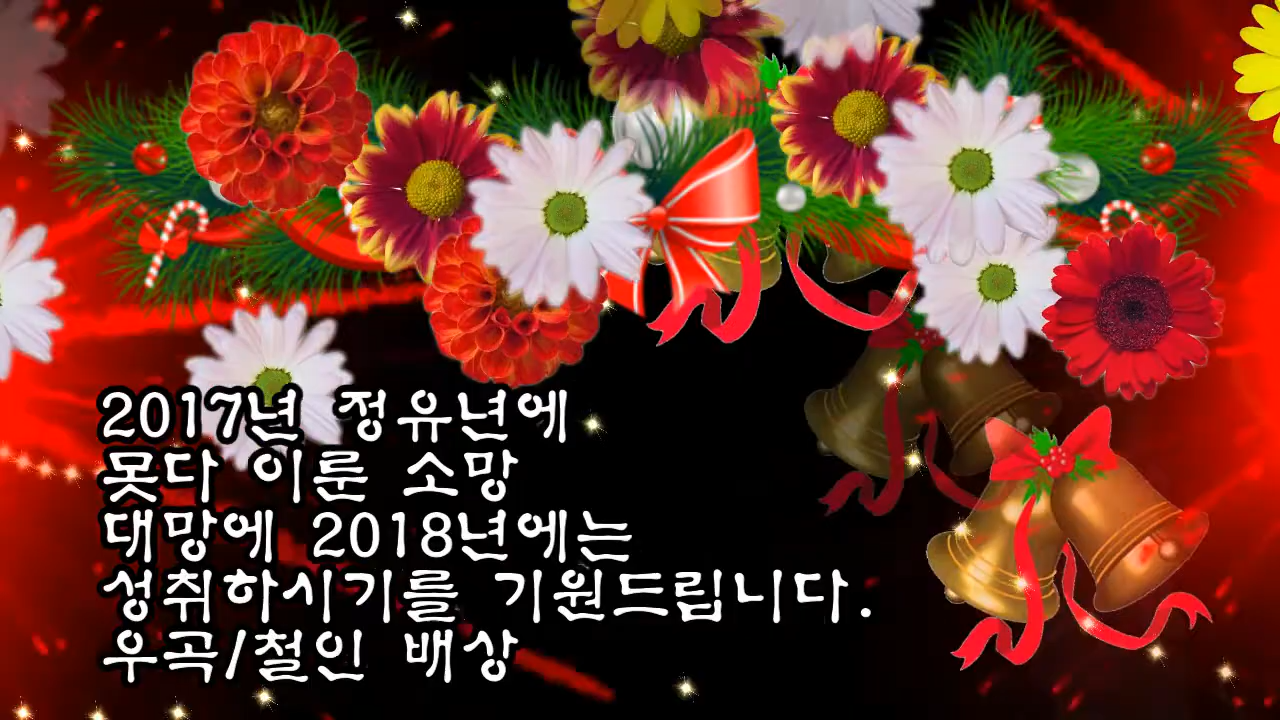 2017년 정유년에
못다 이룬 소망
대망에 2018년에는
성취하시기를 기원드립니다.
우곡/철인 배상